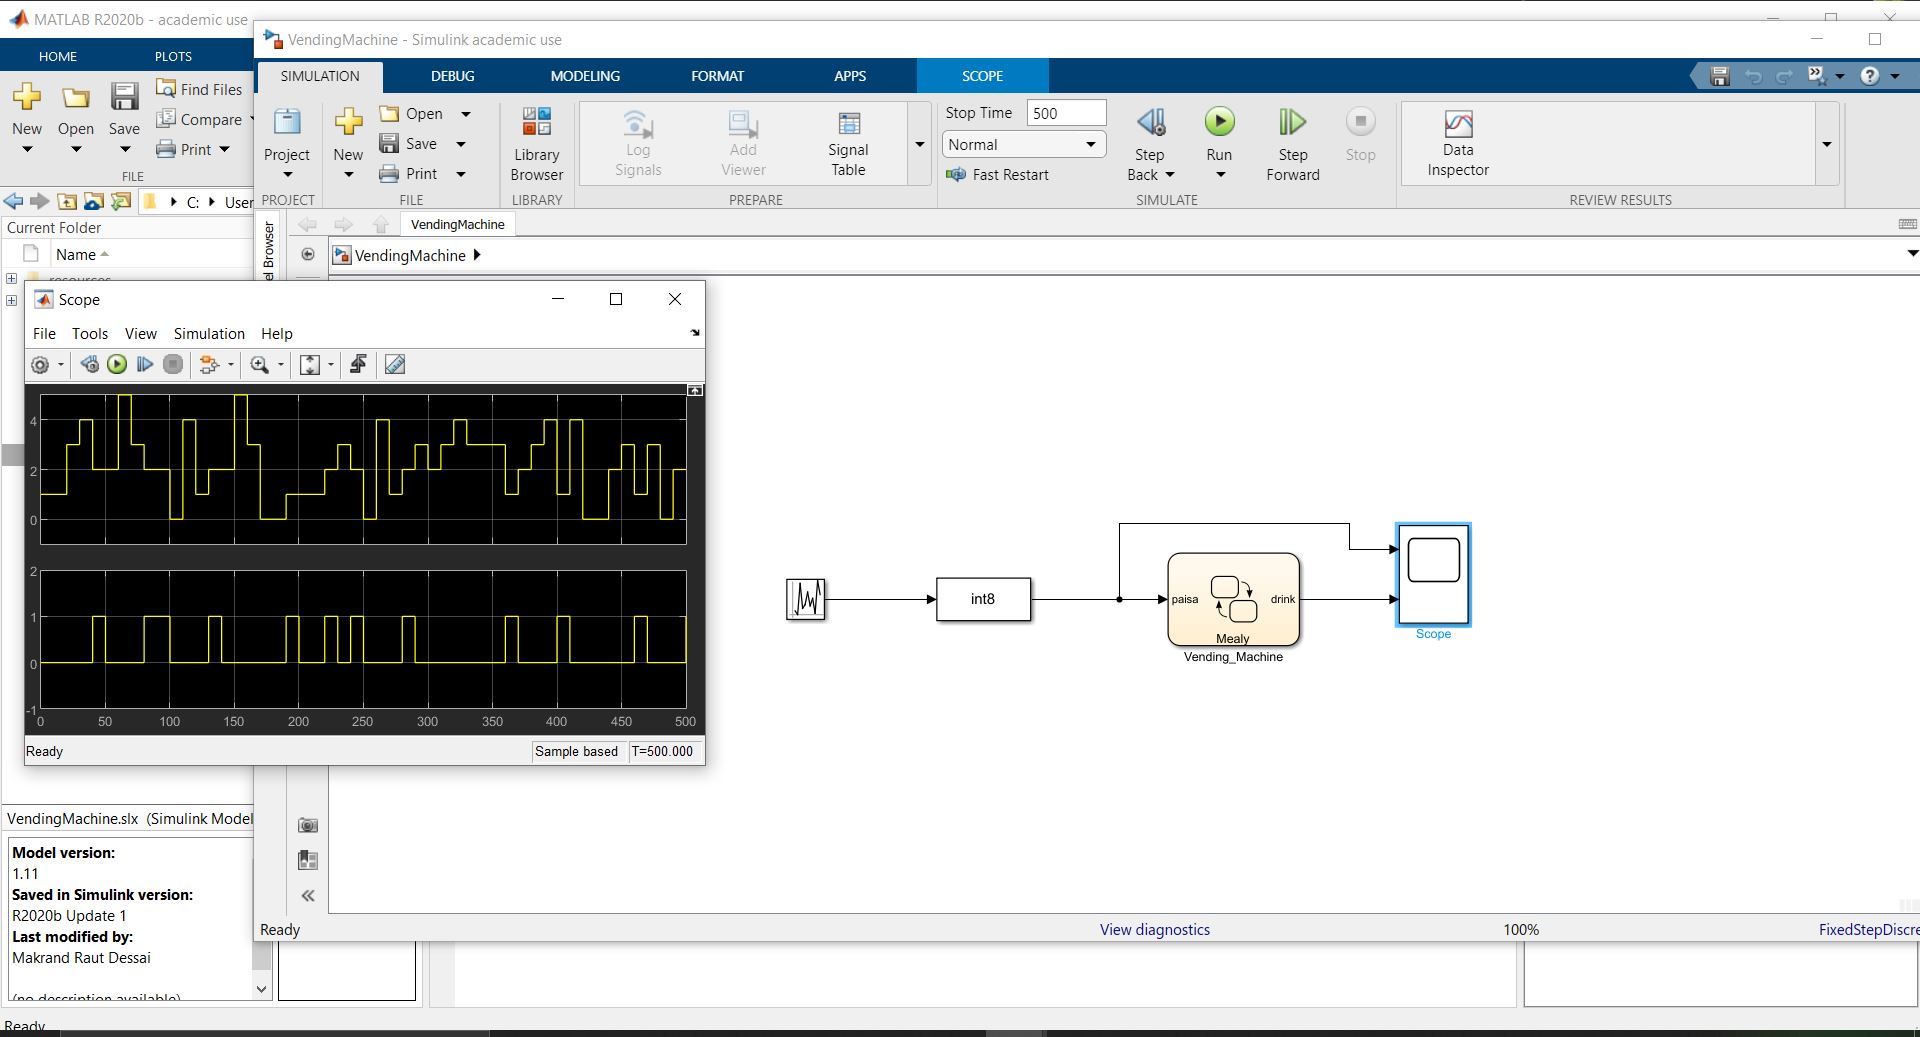 MATLAB R2020b - academic use
HOME PLOTS
New Open Save Find Files
Compare
Print
FILE
C: User
Current Folder
Name
resources
VendingMachine - Simulink academic use
SIMULATION DEBUG MODELING FORMAT APPS SCOPE
Project New Open
Save
Print
Library Browser
Log Signals Add Viewer Signal Table
Stop Time 500
Normal
Fast Restart
Step Back Run Step Forward Stop
Data Inspector
PROJECT FILE LIBRARY PREPARE SIMULATE REVIEW RESULTS
VendingMachine
VendingMachine
el Browser
Scope
File Tools View Simulation Help
4
2
0
2
1
0
-1
0 50 100 150 200 250 300 350 400 450 500
Ready Sample based T=500.000
int8
paisa drink
Mealy
Vending_Machine
Scope
Ready View diagnostics 100% FixedStepDiscre
VendingMachine.slx (Simulink Model
Model version:
1.11
Saved in Simulink version:
R2020b Update 1
Last modified by:
Makrand Raut Dessai
(no description available)
Ready